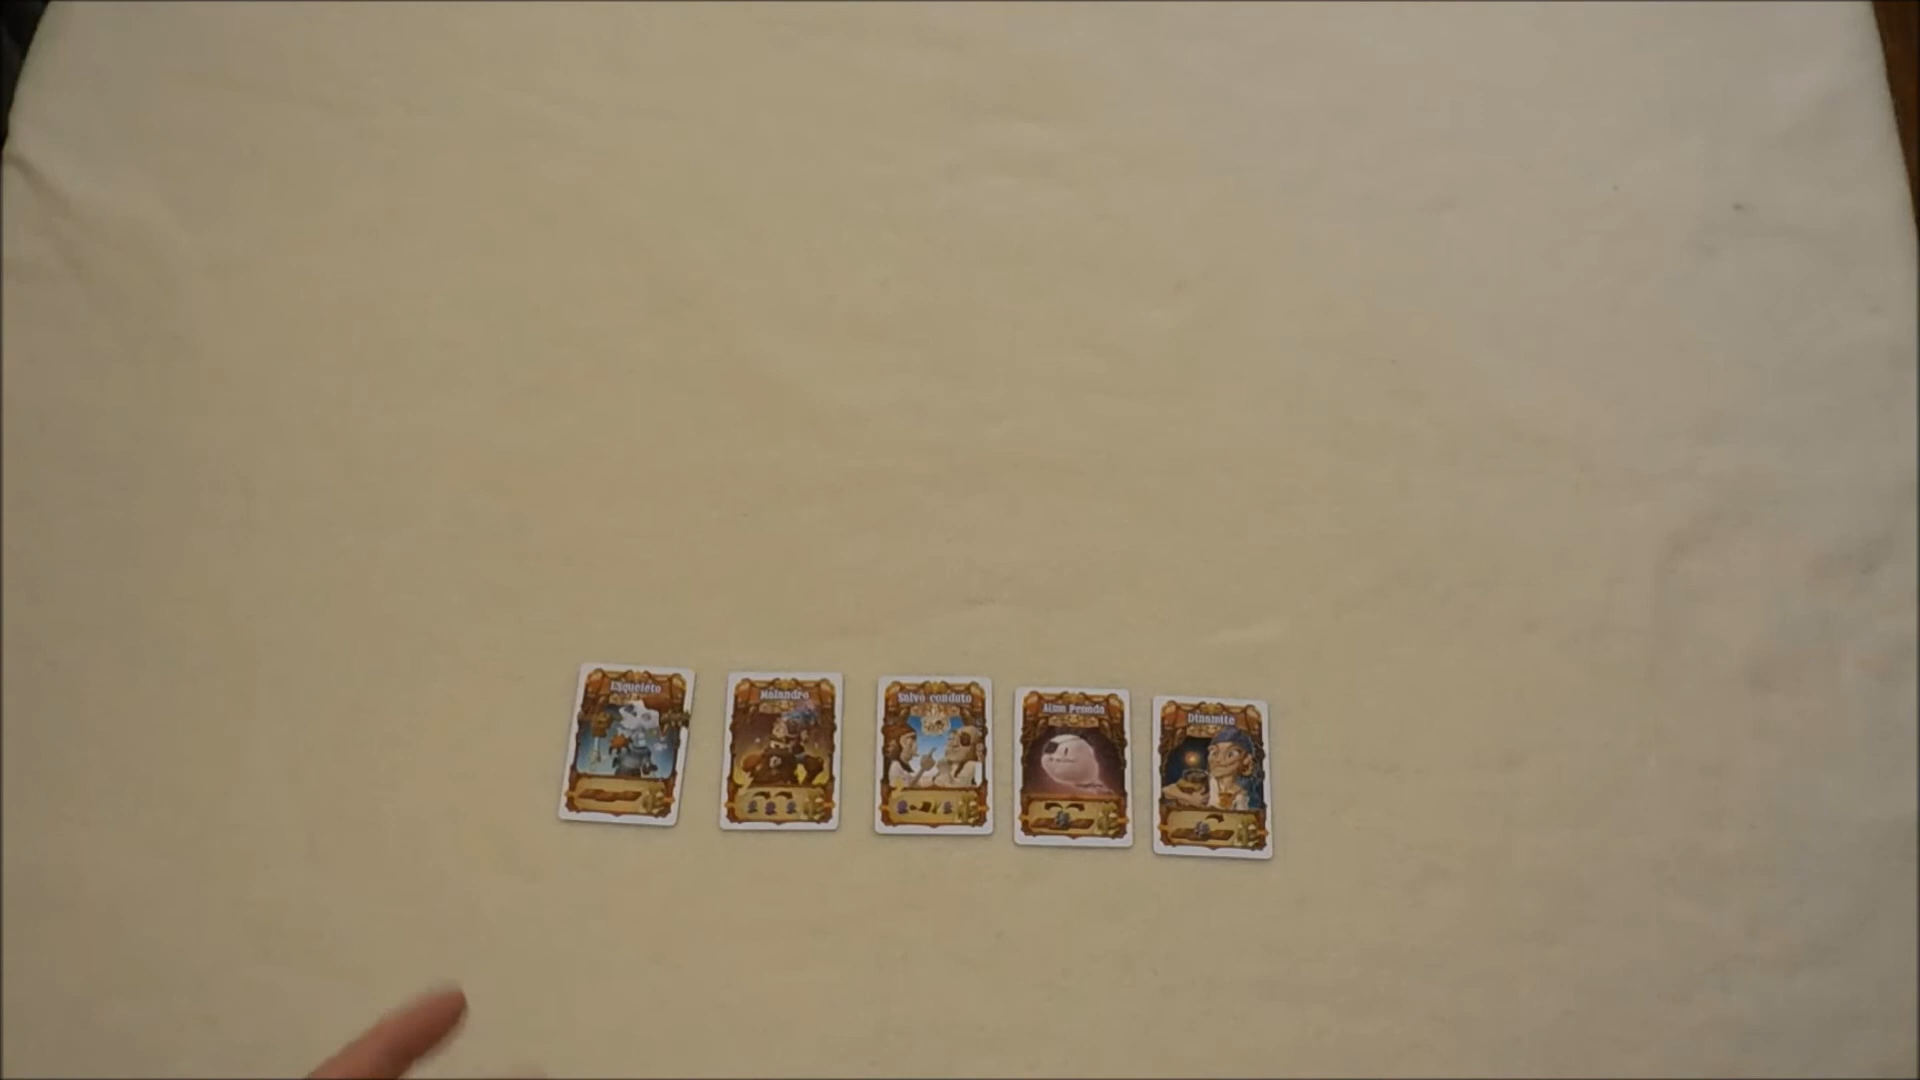 Esqueleto
Malandro
Salvo conduto
Alma Penada
Dinamite